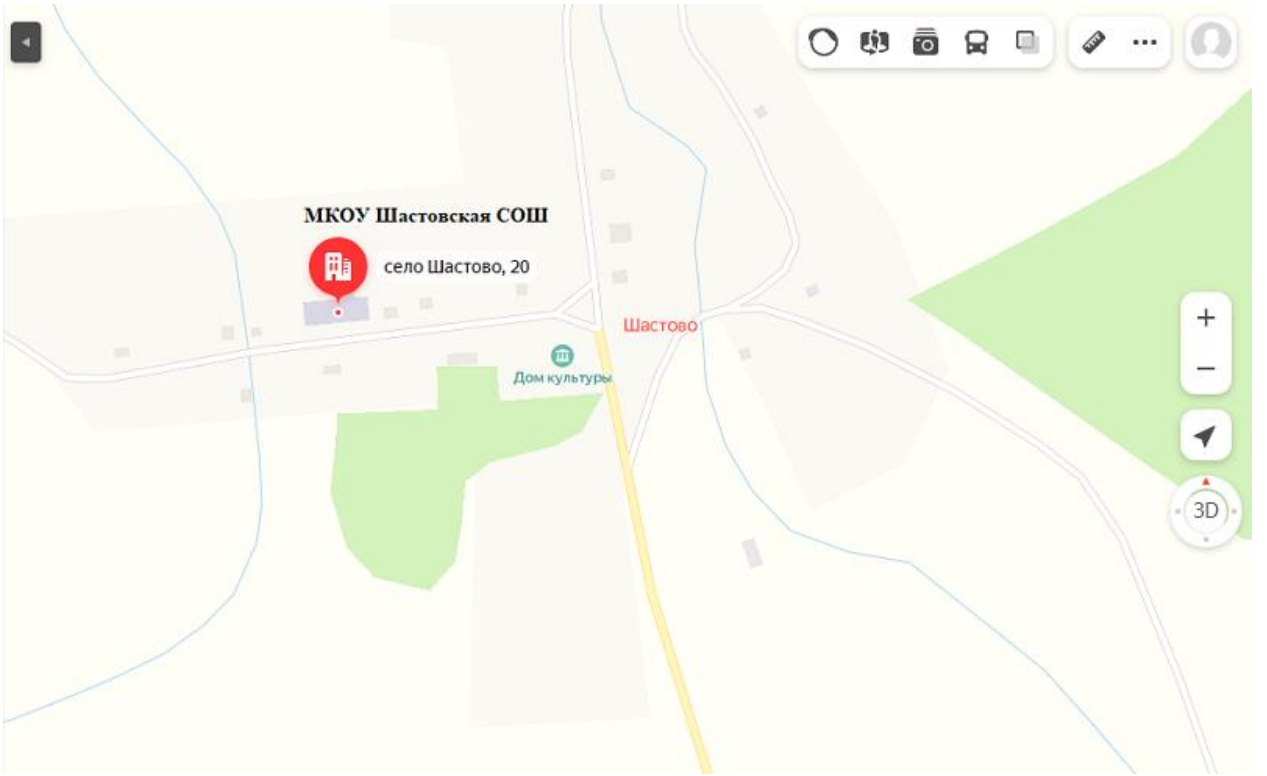 МКОУ Шастовская СОШ
село Шастово, 20
Шастово
Дом культуры
3D